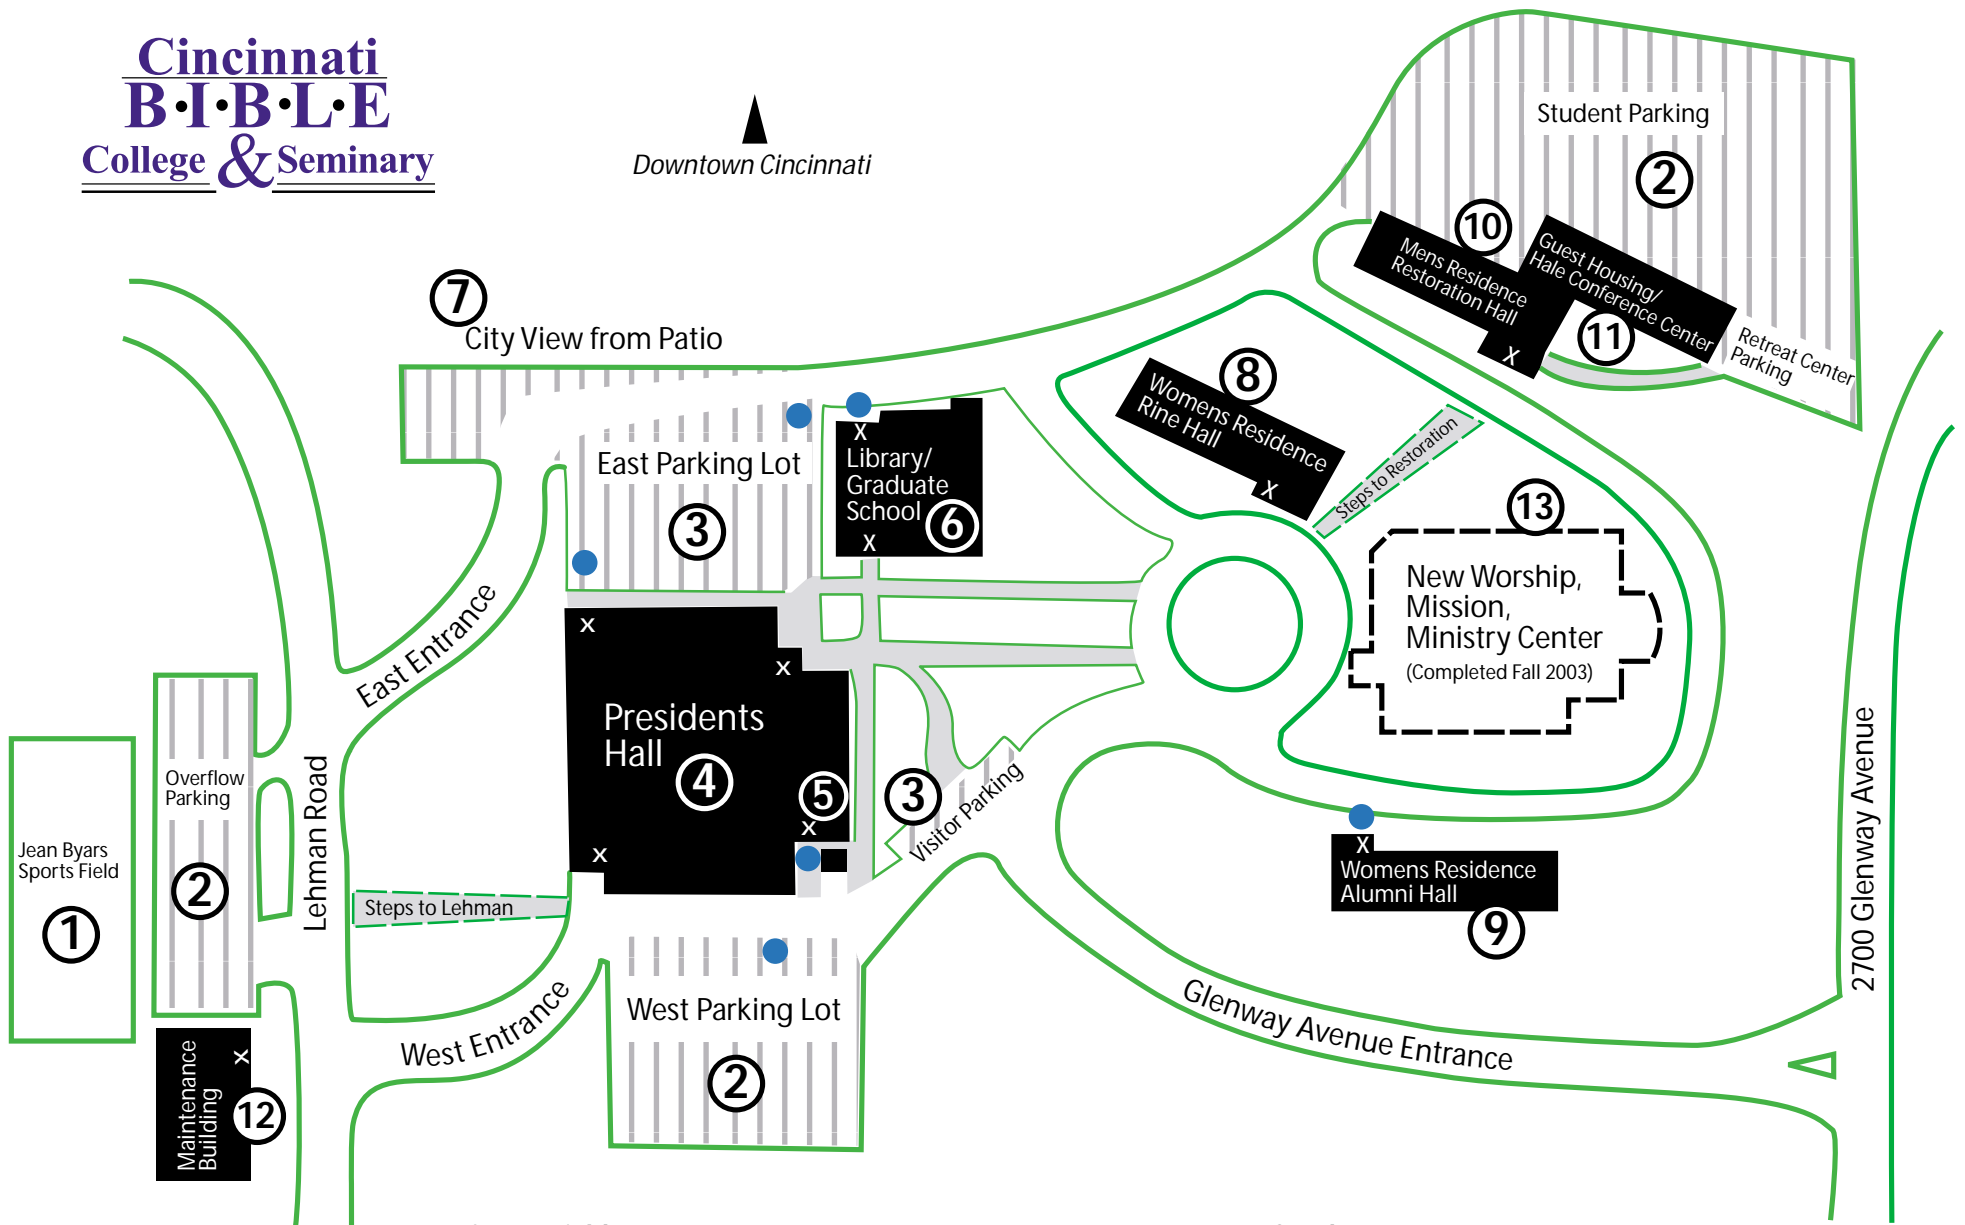 Cincinnati
B·I·B·L·E
College & Seminary
Downtown Cincinnati
Student Parking
2
10
Mens Residence
Restoration Hall
X
Guest Housing/
Hale Conference Center
11
Retreat Center
Parking
7
City View from Patio
8
Womens Residence
Rine Hall
X
Steps to Restoration
East Parking Lot
3
X
Library/
Graduate
School
6
X
13
New Worship,
Mission,
Ministry Center
(Completed Fall 2003)
East Entrance
X
X
Presidents
Hall
4
5
X
X
3
Visitor Parking
Overflow
Parking
2
Lehman Road
Jean Byars
Sports Field
1
Steps to Lehman
X
Womens Residence
Alumni Hall
9
2700 Glenway Avenue
West Entrance
West Parking Lot
2
Glenway Avenue Entrance
Maintenance
Building
X
12